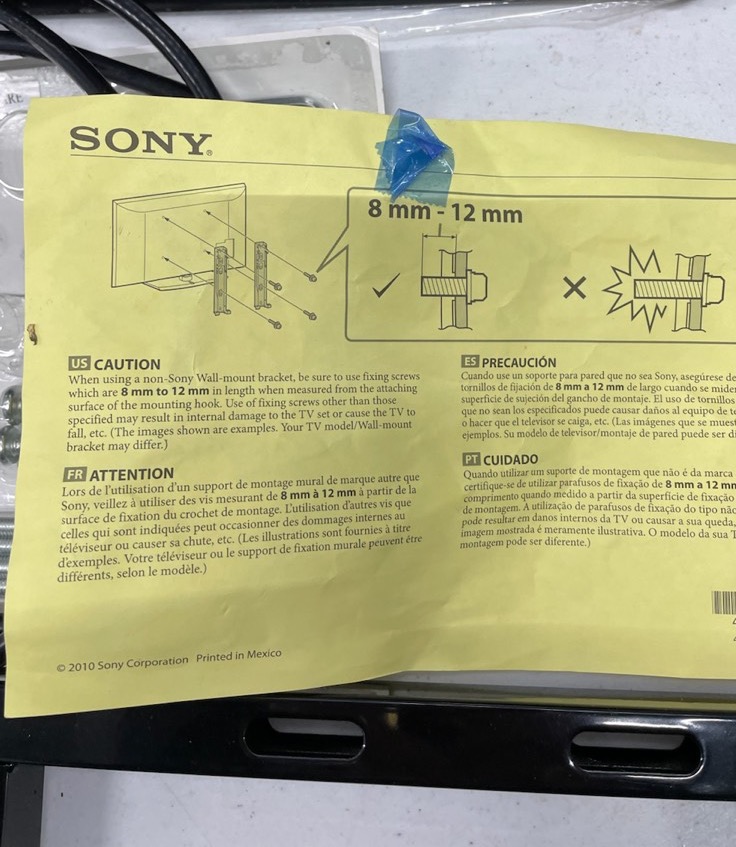 SONY®
8 mm - 12 mm
US CAUTION
When using a non-Sony Wall-mount bracket, be sure to use fixing screws
which are 8 mm to 12 mm in length when measured from the attaching
surface of the mounting hook. Use of fixing screws other than those
specified may result in internal damage to the TV set or cause the TV to
fall, etc. (The images shown are examples. Your TV model/Wall-mount
bracket may differ.)
FR ATTENTION
Lors de l'utilisation d'un support de montage mural de marque autre que
Sony, veillez à utiliser des vis mesurant de 8 mm à 12 mm à partir de la
surface de fixation du crochet de montage. L'utilisation d'autres vis que
celles qui sont indiquées peut occasionner des dommages internes au
téléviseur ou causer sa chute, etc. (Les illustrations sont fournies à titre
d'exemples. Votre téléviseur ou le support de fixation murale peuvent être
différents, selon le modèle.)
ES PRECAUCIÓN
Cuando use un soporte para pared que no sea Sony, asegúrese de
tornillos de fijación de 8 mm a 12 mm de largo cuando se mide
superficie de sujeción del gancho de montaje. El uso de tornillos
que no sean los especificados puede causar daños al equipo de
o hacer que el televisor se caiga, etc. (Las imágenes que se
ejemplos. Su modelo de televisor/montaje de pared puede ser
PT CUIDADO
Quando utilizar um suporte de montagem que não é da marca
certifique-se de utilizar parafusos de fixação de 8 mm a 12 mm
comprimento quando medido a partir da superfície de fixação
de montagem. A utilização de parafusos de fixação do tipo
pode resultar em danos internos da TV ou causar a sua queda,
imagem mostrada é meramente ilustrativa. O modelo da sua
montagem pode ser diferente.)
© 2010 Sony Corporation Printed in Mexico